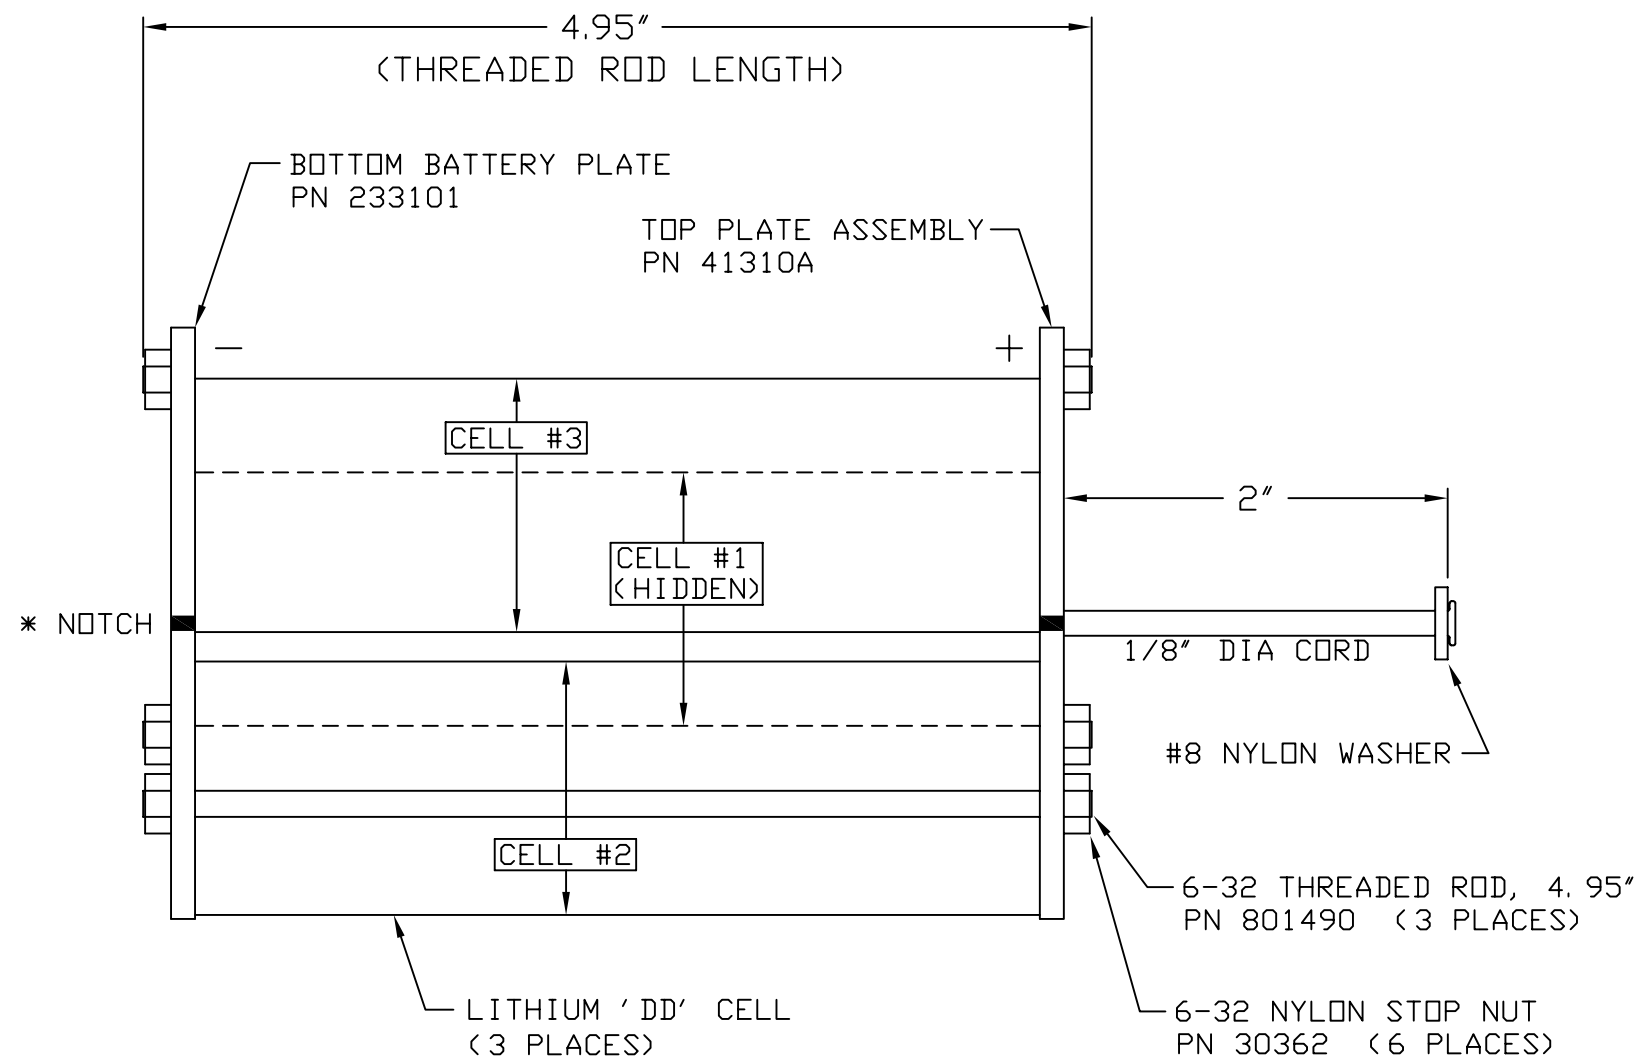 4.95"
(THREADED ROD LENGTH)
BOTTOM BATTERY PLATE
PN 233101
TOP PLATE ASSEMBLY
PN 41310A
− +
CELL #3
2"
CELL #1
(HIDDEN)
* NOTCH
1/8" DIA CORD
#8 NYLON WASHER
CELL #2
6-32 THREADED ROD, 4.95"
PN 801490 (3 PLACES)
LITHIUM 'DD' CELL
(3 PLACES)
6-32 NYLON STOP NUT
PN 30362 (6 PLACES)